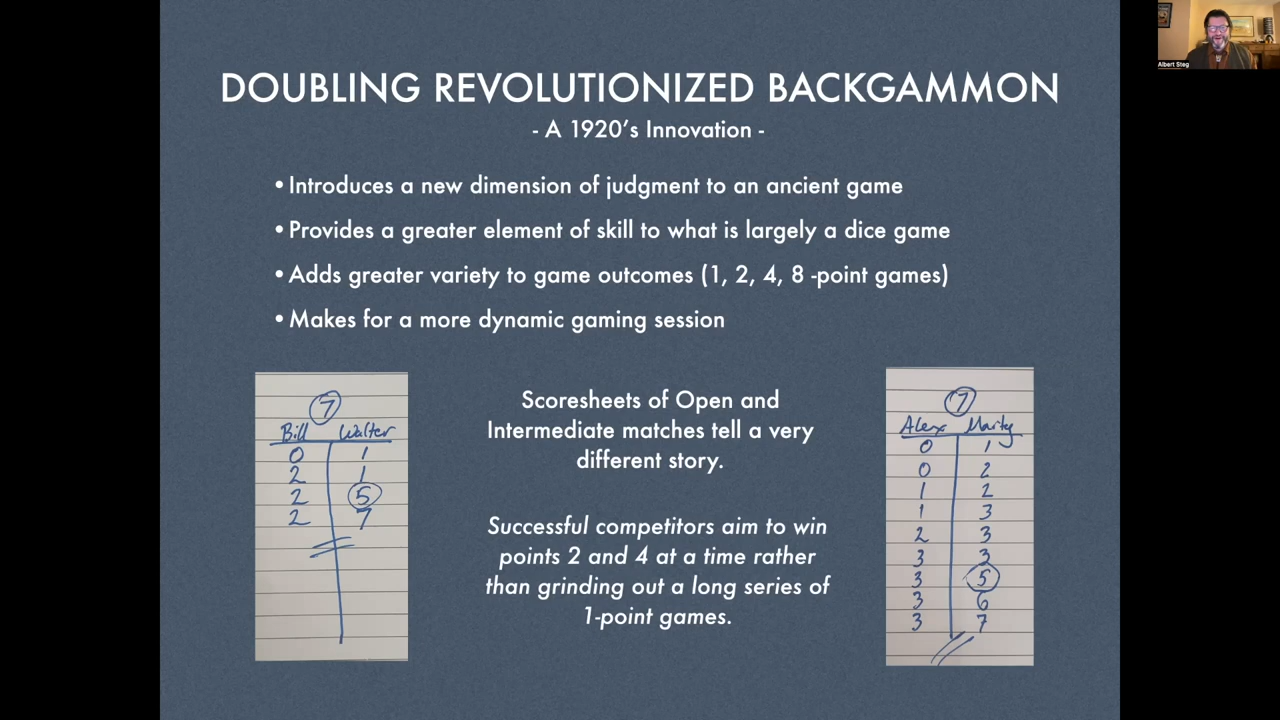 Albert Steg
DOUBLING REVOLUTIONIZED BACKGAMMON
- A 1920's Innovation -
•Introduces a new dimension of judgment to an ancient game
•Provides a greater element of skill to what is largely a dice game
•Adds greater variety to game outcomes (1, 2, 4, 8 -point games)
•Makes for a more dynamic gaming session
7
Bill Walter
0 1
2 1
2 5
2 7
Scoresheets of Open and
Intermediate matches tell a very
different story.
Successful competitors aim to win
points 2 and 4 at a time rather
than grinding out a long series of
1-point games.
7
Alex Marty
0 1
0 2
1 2
1 3
2 3
3 3
3 5
3 6
3 7